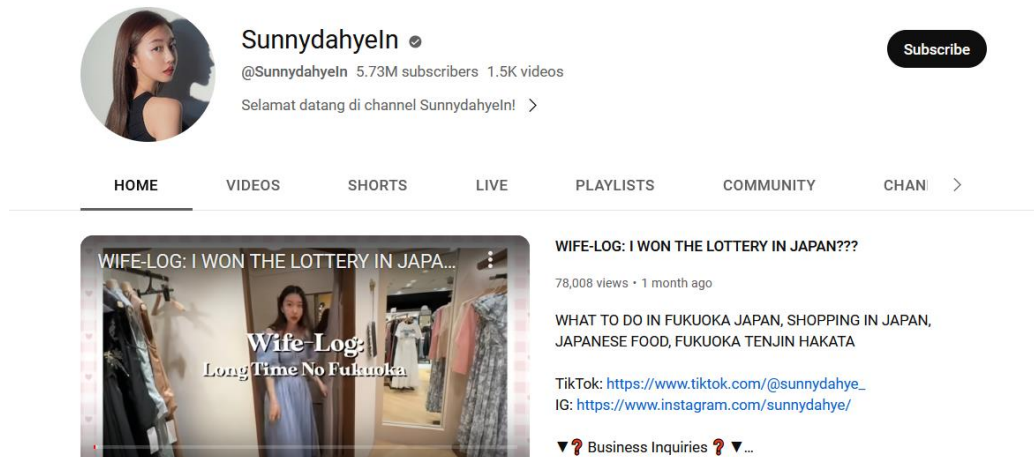 SunnydahyeIn
Subscribe
@SunnydahyeIn 5.73M subscribers 1.5K videos
Selamat datang di channel SunnydahyeIn!
HOME VIDEOS SHORTS LIVE PLAYLISTS COMMUNITY CHAN
WIFE-LOG: I WON THE LOTTERY IN JAPA...
Wife-Log:
Long Time No Fukuoka
WIFE-LOG: I WON THE LOTTERY IN JAPAN???
78,008 views • 1 month ago
WHAT TO DO IN FUKUOKA JAPAN, SHOPPING IN JAPAN,
JAPANESE FOOD, FUKUOKA TENJIN HAKATA
TikTok: https://www.tiktok.com/@sunnydahye_
IG: https://www.instagram.com/sunnydahye/
▼❓ Business Inquiries ❓ ▼...